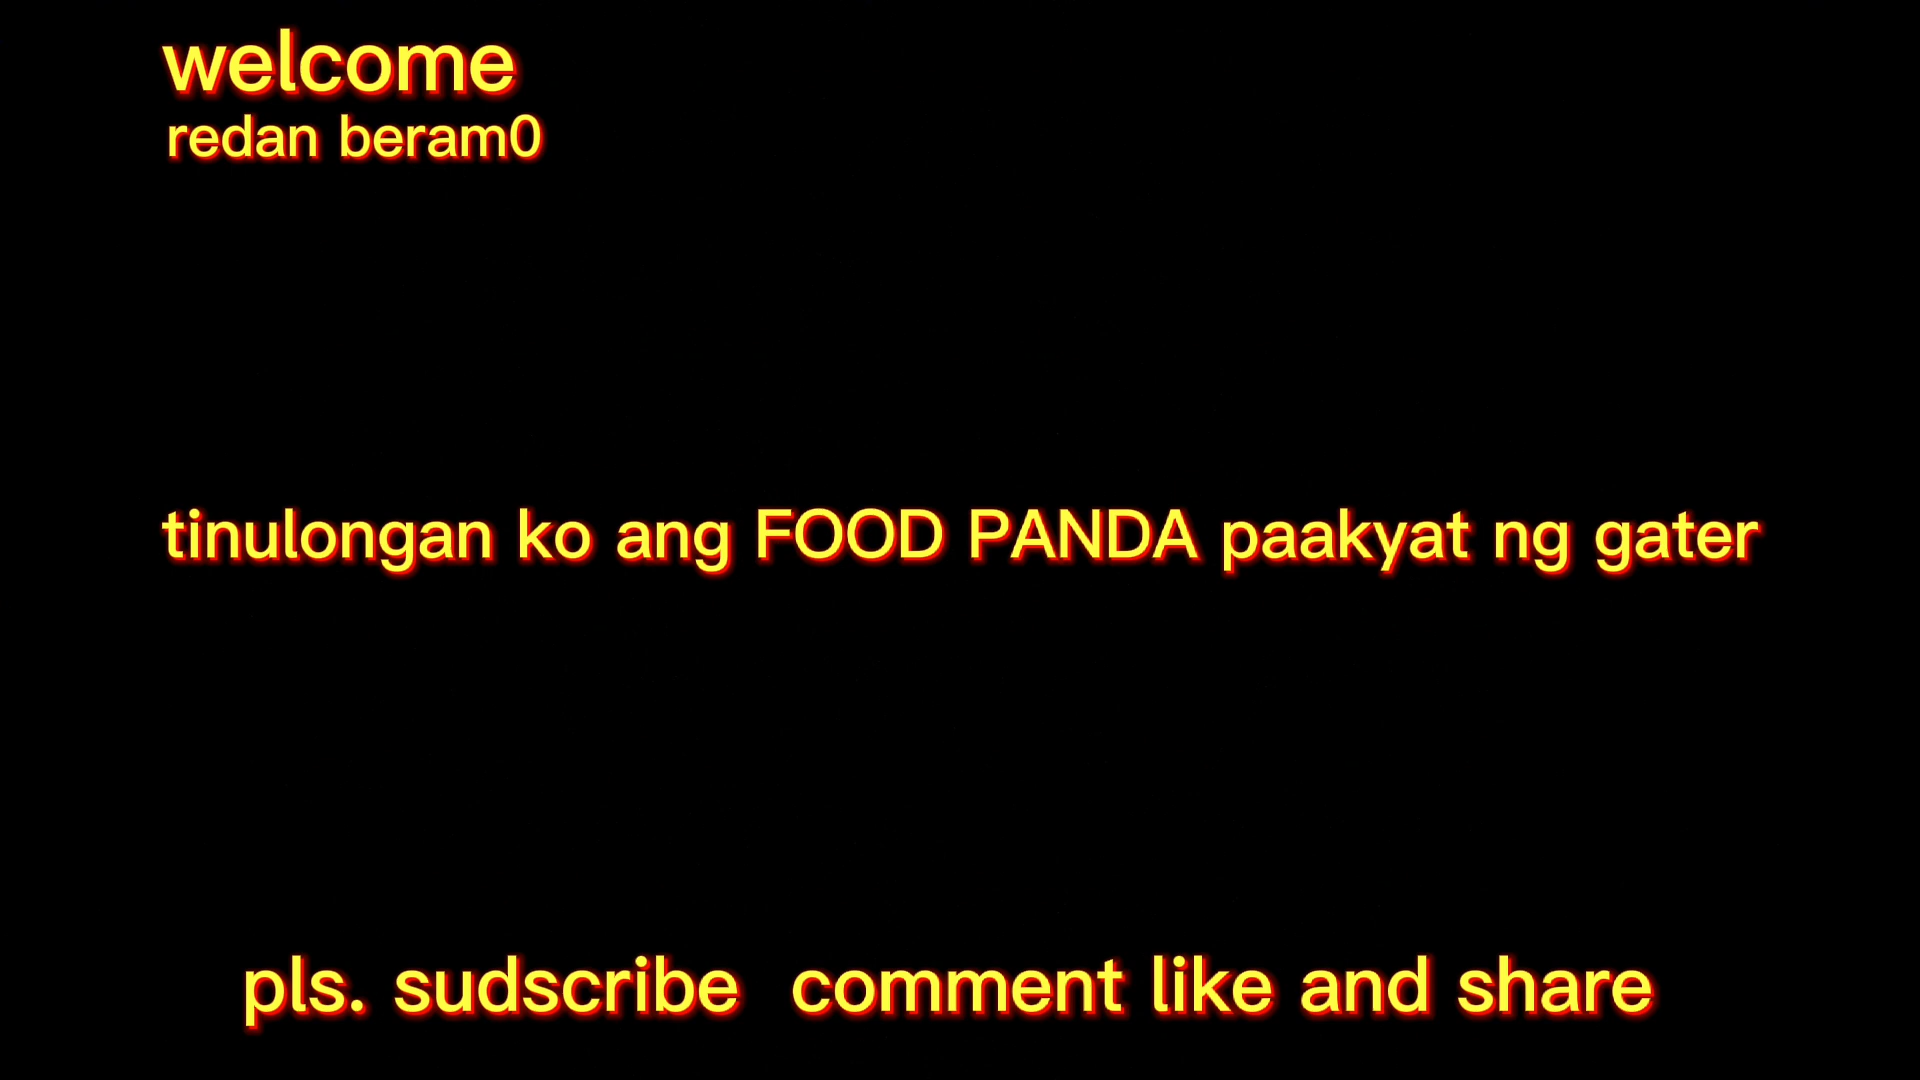 welcome
redan beram0
tinulongan ko ang FOOD PANDA paakyat ng gater
pls. sudscribe  comment like and share